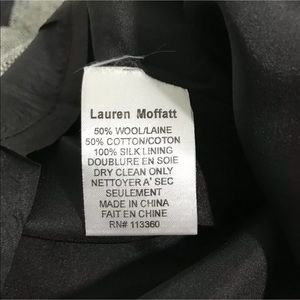 Lauren Moffatt
50% WOOL/LAINE
50% COTTON/COTON
100% SILK LINING
DOUBLURE EN SOIE
DRY CLEAN ONLY
NETTOYER A' SEC
SEULEMENT
MADE IN CHINA
FAIT EN CHINE
RN# 113360